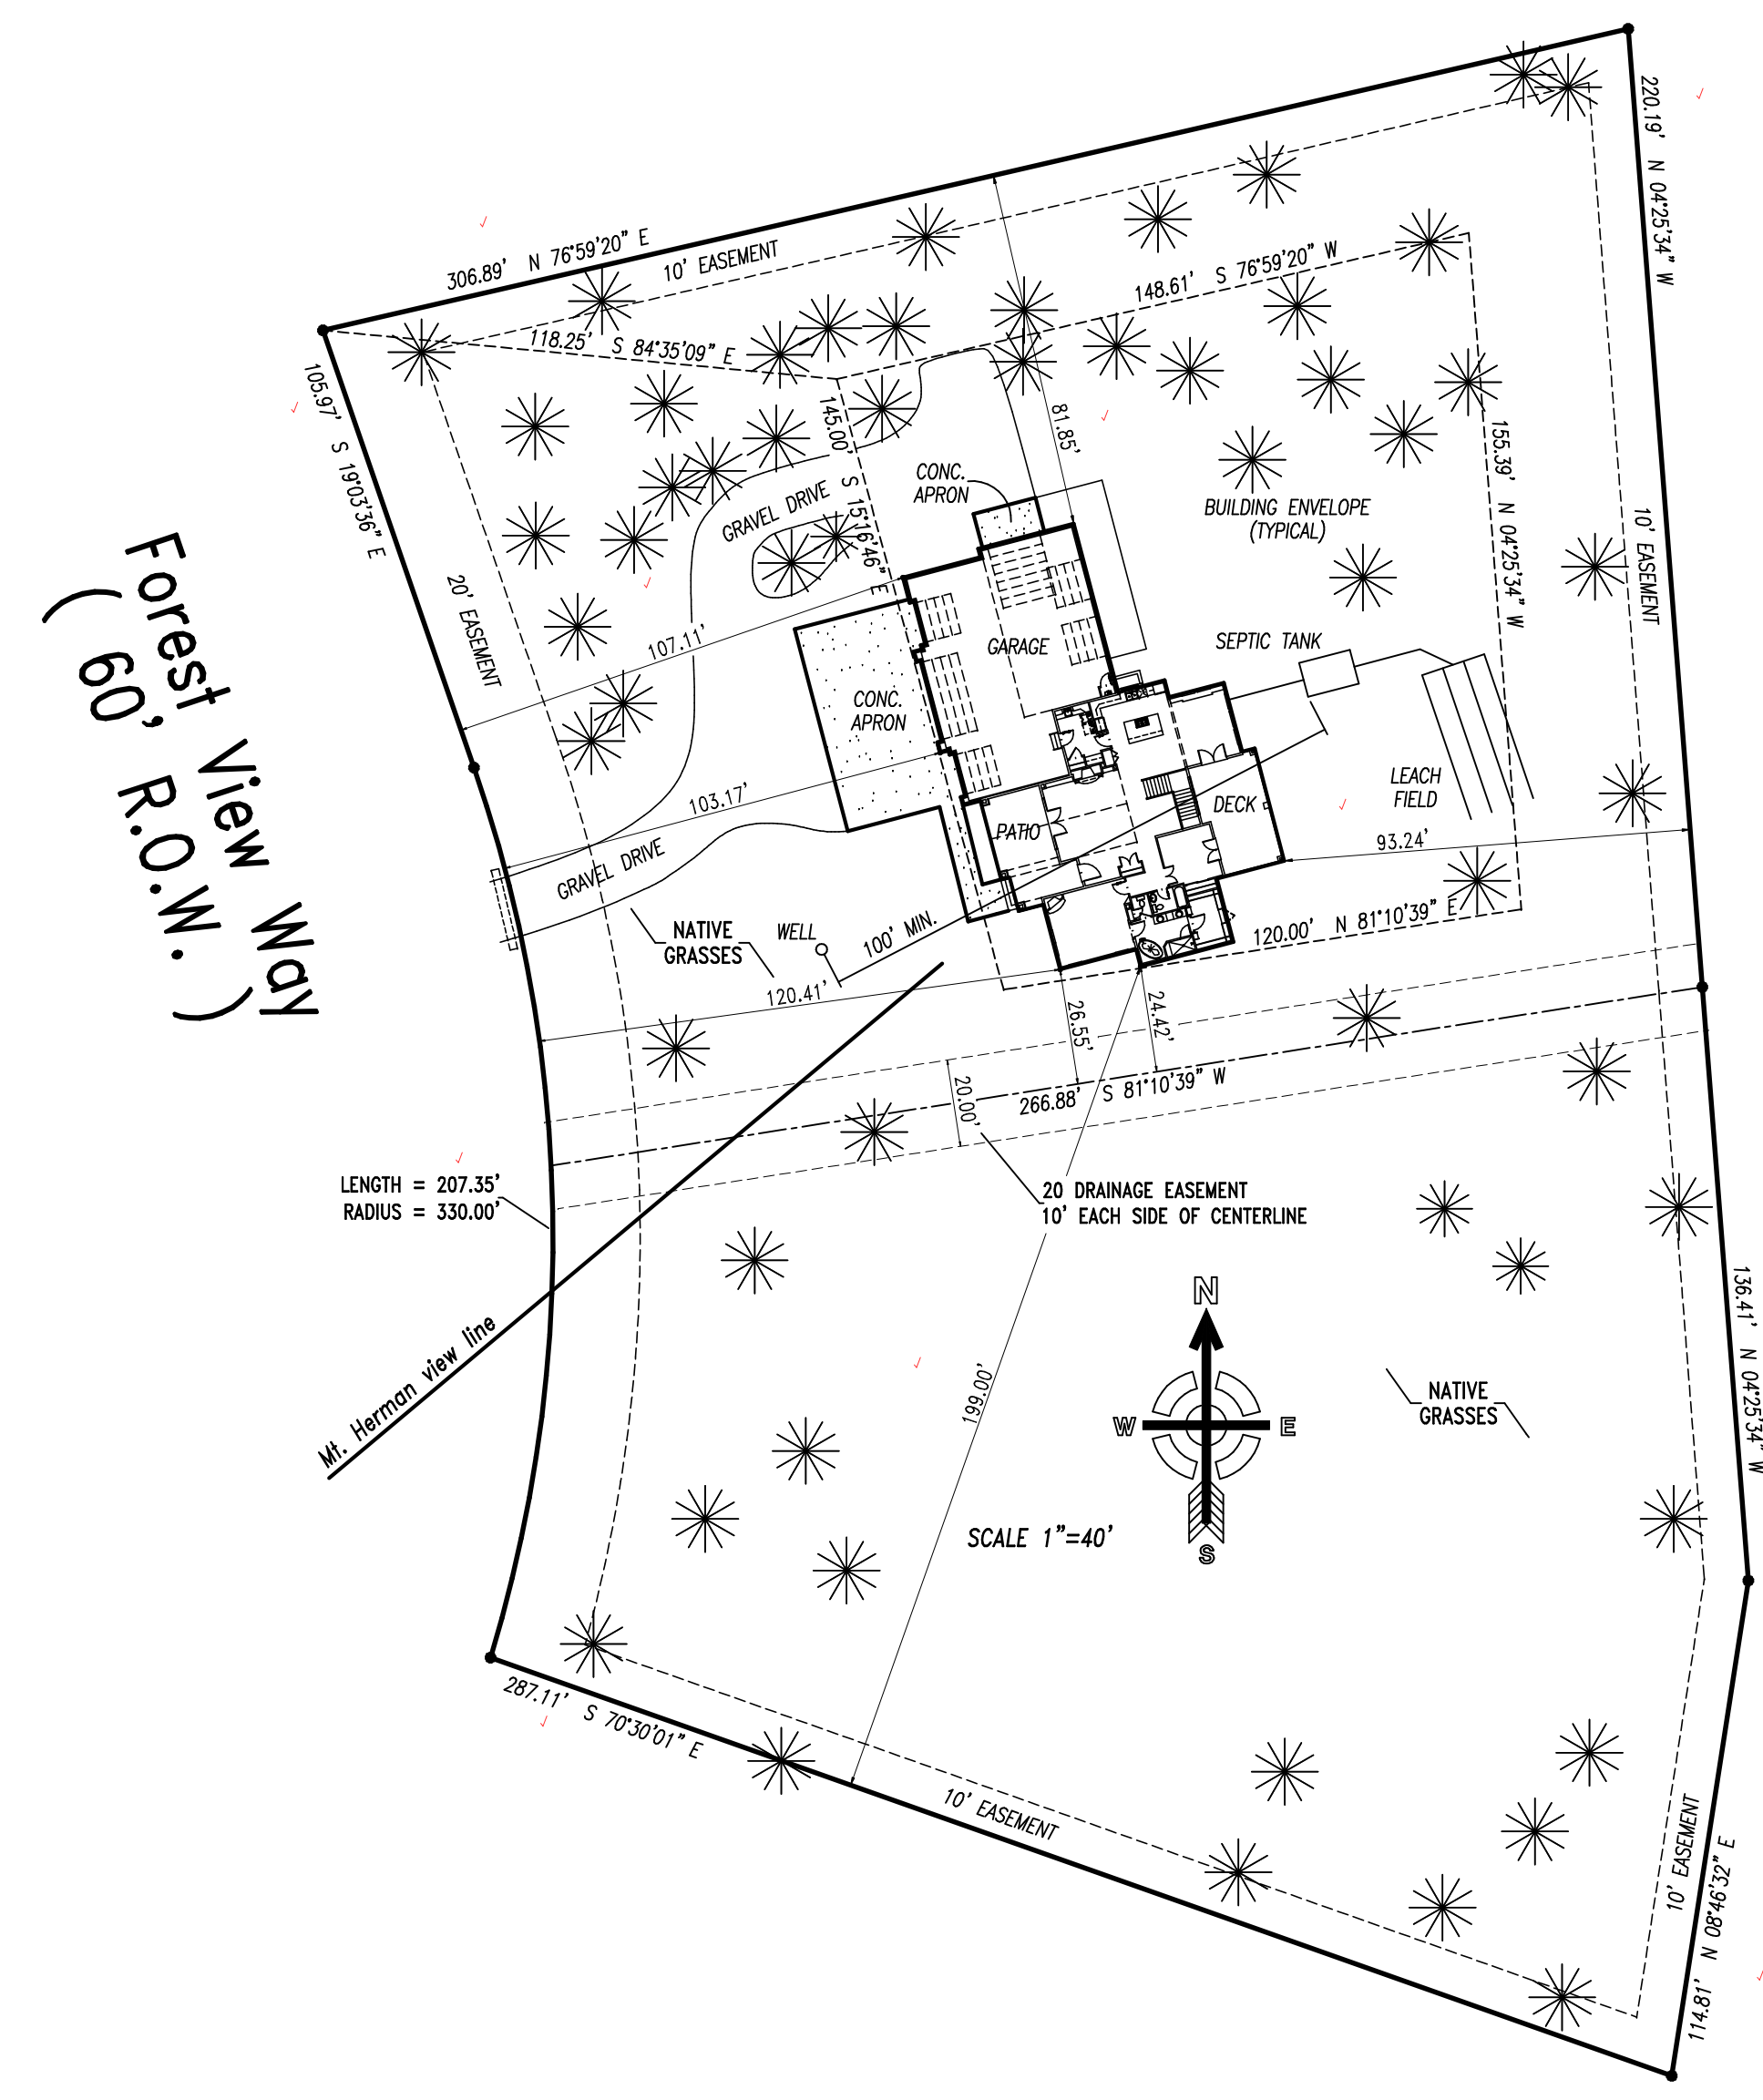 306.89' N 76°59'20" E
10' EASEMENT
220.19' N 04°25'34" W
148.61' S 76°59'20" W
118.25' S 84°35'09" E
105.97' S 19°03'36" E
145.00' S 15°16'46" E
81.85'
155.39' N 04°25'34" W
CONC.
APRON
GRAVEL DRIVE
BUILDING ENVELOPE
(TYPICAL)
10' EASEMENT
Forest View Way
( 60' R.O.W. )
20' EASEMENT
107.11'
GARAGE
SEPTIC TANK
CONC.
APRON
103.17'
PATIO
DECK
LEACH
FIELD
93.24'
GRAVEL DRIVE
NATIVE
GRASSES
WELL
100' MIN.
120.00' N 81°10'39" E
120.41'
26.55'
24.42'
20.00'
266.88' S 81°10'39" W
LENGTH = 207.35'
RADIUS = 330.00'
20 DRAINAGE EASEMENT
10' EACH SIDE OF CENTERLINE
Mt. Herman view line
N
W
E
S
136.41' N 04°25'34" W
199.00'
NATIVE
GRASSES
SCALE 1"=40'
287.11' S 70°30'01" E
10' EASEMENT
10' EASEMENT
114.81' N 08°46'32" E